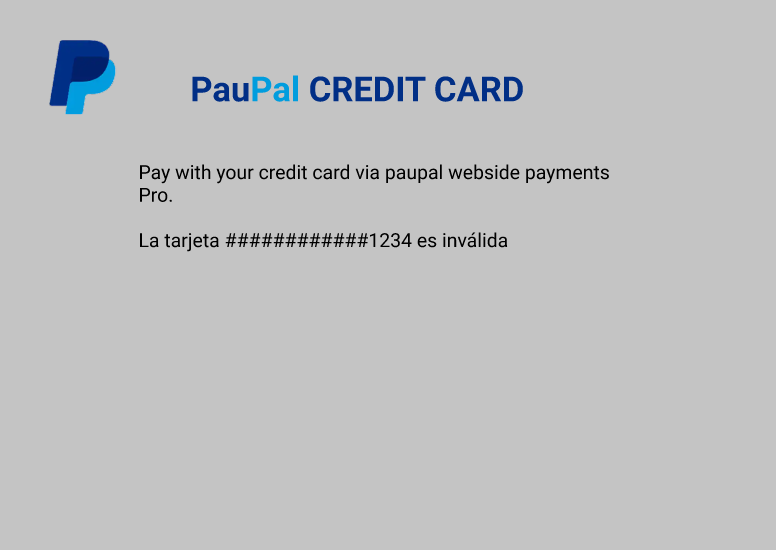 PauPal CREDIT CARD
Pay with your credit card via paupal webside payments
Pro.
La tarjeta ############1234 es inválida